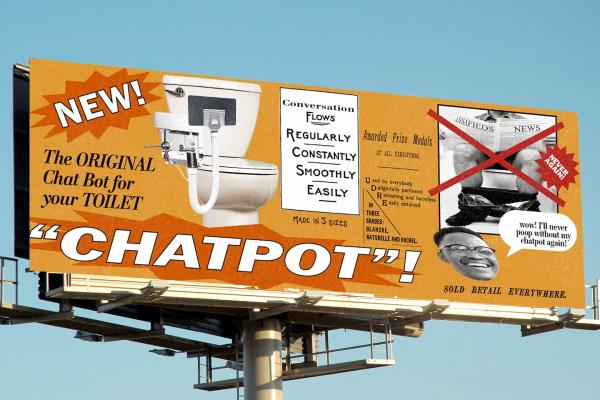 NEW!
The ORIGINAL
Chat Bot for
your TOILET
"CHATPOT"!
Conversation
FLOWS
REGULARLY
CONSTANTLY
SMOOTHLY
EASILY
MADE IN 3 SIZES
Awarded Prize Medals
AT ALL EXHIBITIONS
Used by everybody
Delightfully perfumed
Refreshing and harmless
Easily obtained
IN
THREE
SHADES:
BLANCHE,
NATURELLE AND RACHEL.
SSIFIEDS
NEWS
NEVER
AGAIN!
wow! I'll never
poop without my
chatpot again!
SOLD RETAIL EVERYWHERE.